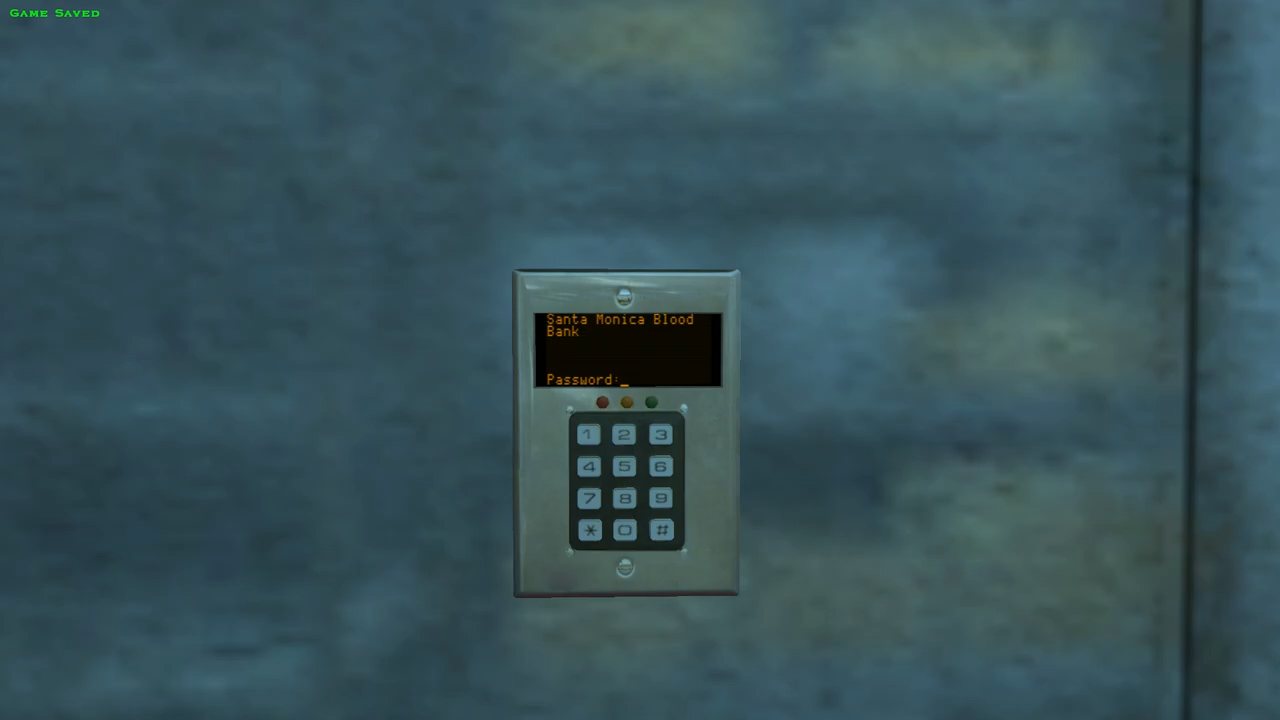 Game Saved
Santa Monica Blood
Bank
Password:_
1 2 3
4 5 6
7 8 9
* 0 #